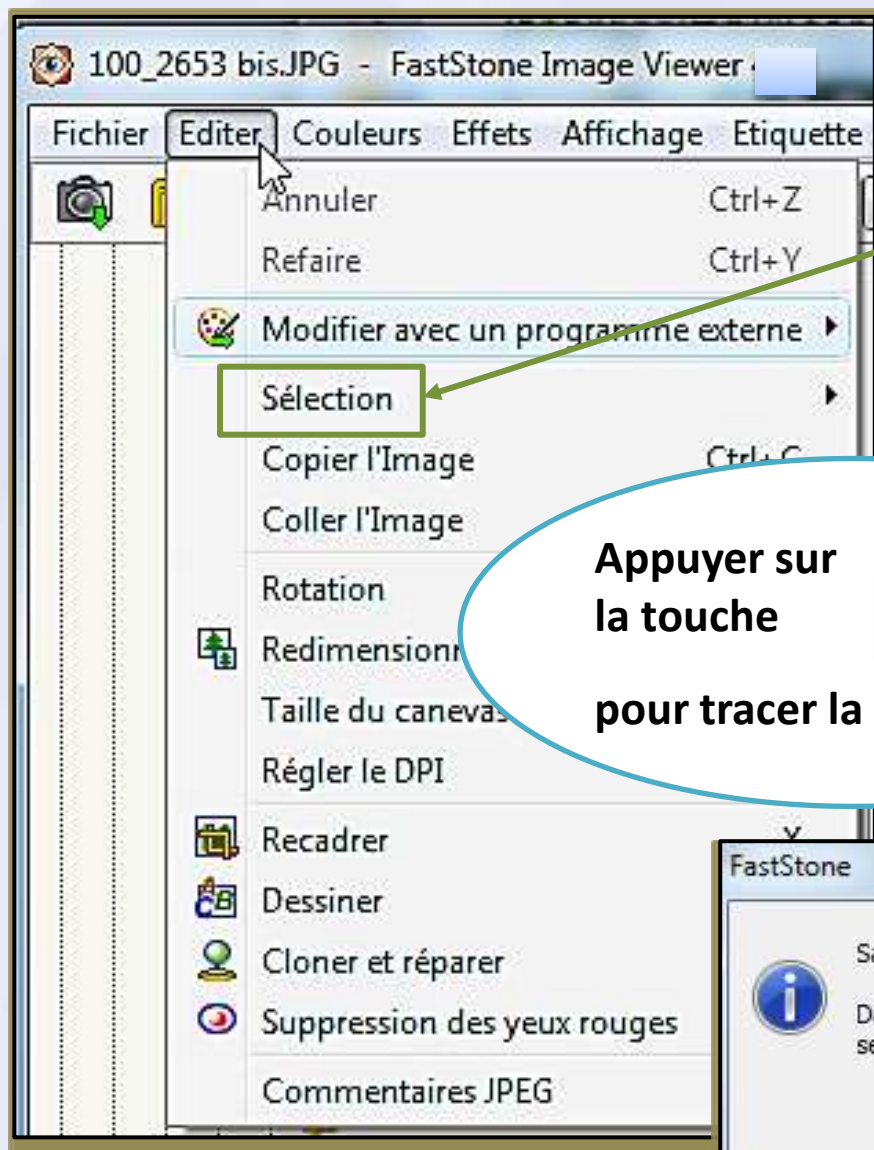 100_2653 bis.JPG - FastStone Image Viewer
Fichier Editer Couleurs Effets Affichage Etiquette
Annuler Ctrl+Z
Refaire Ctrl+Y
Modifier avec un programme externe
Sélection
Copier l'Image Ctrl+C
Coller l'Image
Rotation
Redimensionn
Taille du canevas
Régler le DPI
Recadrer X
Dessiner
Cloner et réparer
Suppression des yeux rouges
Commentaires JPEG
Appuyer sur
la touche
pour tracer la
FastStone